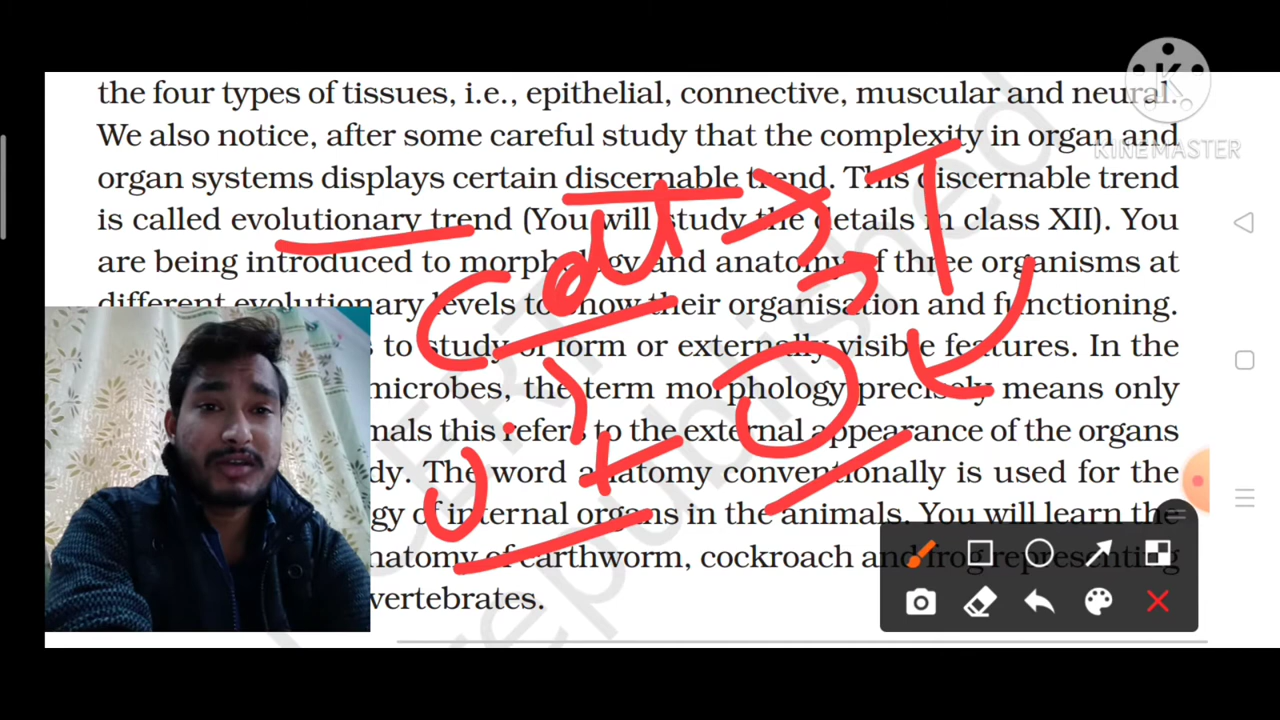 the four types of tissues, i.e., epithelial, connective, muscular and neural.
KINEMASTER
We also notice, after some careful study that the complexity in organ and
organ systems displays certain discernable trend. This discernable trend
is called evolutionary trend (You will study the details in class XII). You
are being introduced to morphology and anatomy of three organisms at
different evolutionary levels to show their organisation and functioning.
to study of form or externally visible features. In the
microbes, the term morphology precisely means only
this refers to the external appearance of the organs
The word anatomy conventionally is used for the
of internal organs in the animals. You will learn the
of earthworm, cockroach and frog representing
vertebrates.